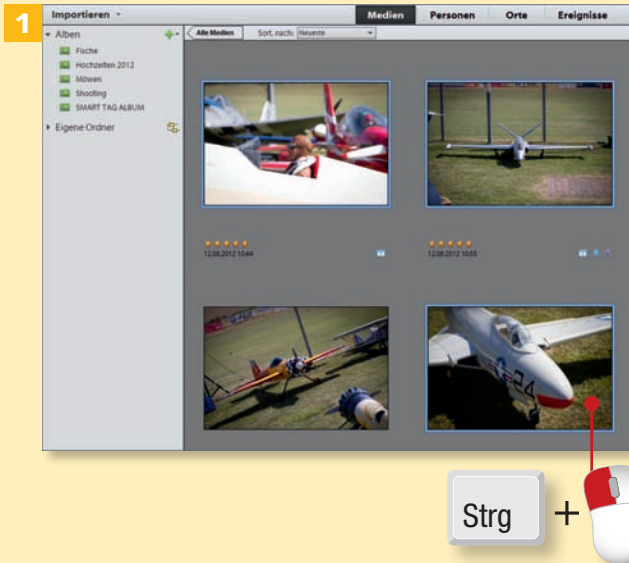 1
Importieren
Medien Personen Orte Ereignisse
Alben
Alle Medien Sort. nach: Neueste
Fische
Hochzeiten 2012
Möwen
Shooting
SMART TAG ALBUM
Eigene Ordner
12.08.2012 10:44
12.08.2012 10:55
24
Strg +